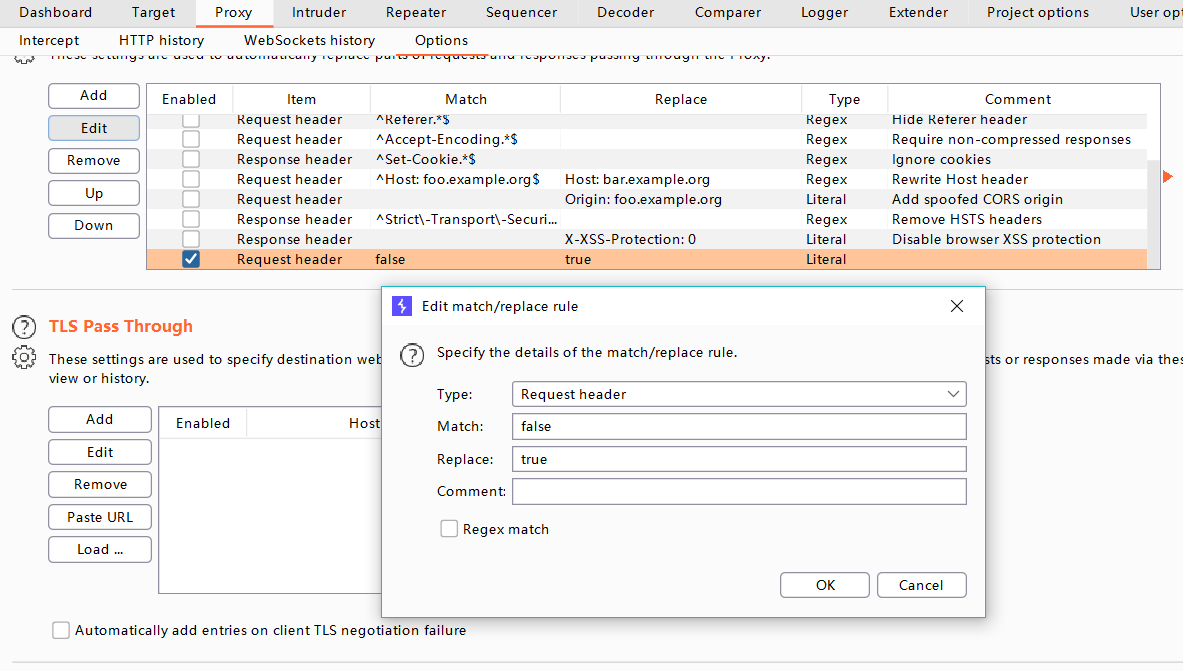 Dashboard Target Proxy Intruder Repeater Sequencer Decoder Comparer Logger Extender Project options User opt
Intercept HTTP history WebSockets history Options
These settings are used to automatically replace parts of requests and responses passing through the Proxy.
Add
Edit
Remove
Up
Down
Enabled Item Match Replace Type Comment
Request header ^Referer.*$ Regex Hide Referer header
Request header ^Accept-Encoding.*$ Regex Require non-compressed responses
Response header ^Set-Cookie.*$ Regex Ignore cookies
Request header ^Host: foo.example.org$ Host: bar.example.org Regex Rewrite Host header
Request header Origin: foo.example.org Literal Add spoofed CORS origin
Response header ^Strict\-Transport\-Securi... Regex Remove HSTS headers
Response header X-XSS-Protection: 0 Literal Disable browser XSS protection
Request header false true Literal
TLS Pass Through
These settings are used to specify destination web
sts or responses made via thes
view or history.
Add
Edit
Remove
Paste URL
Load ...
Enabled Host
Automatically add entries on client TLS negotiation failure
Edit match/replace rule
Specify the details of the match/replace rule.
Type: Request header
Match: false
Replace: true
Comment:
Regex match
OK Cancel